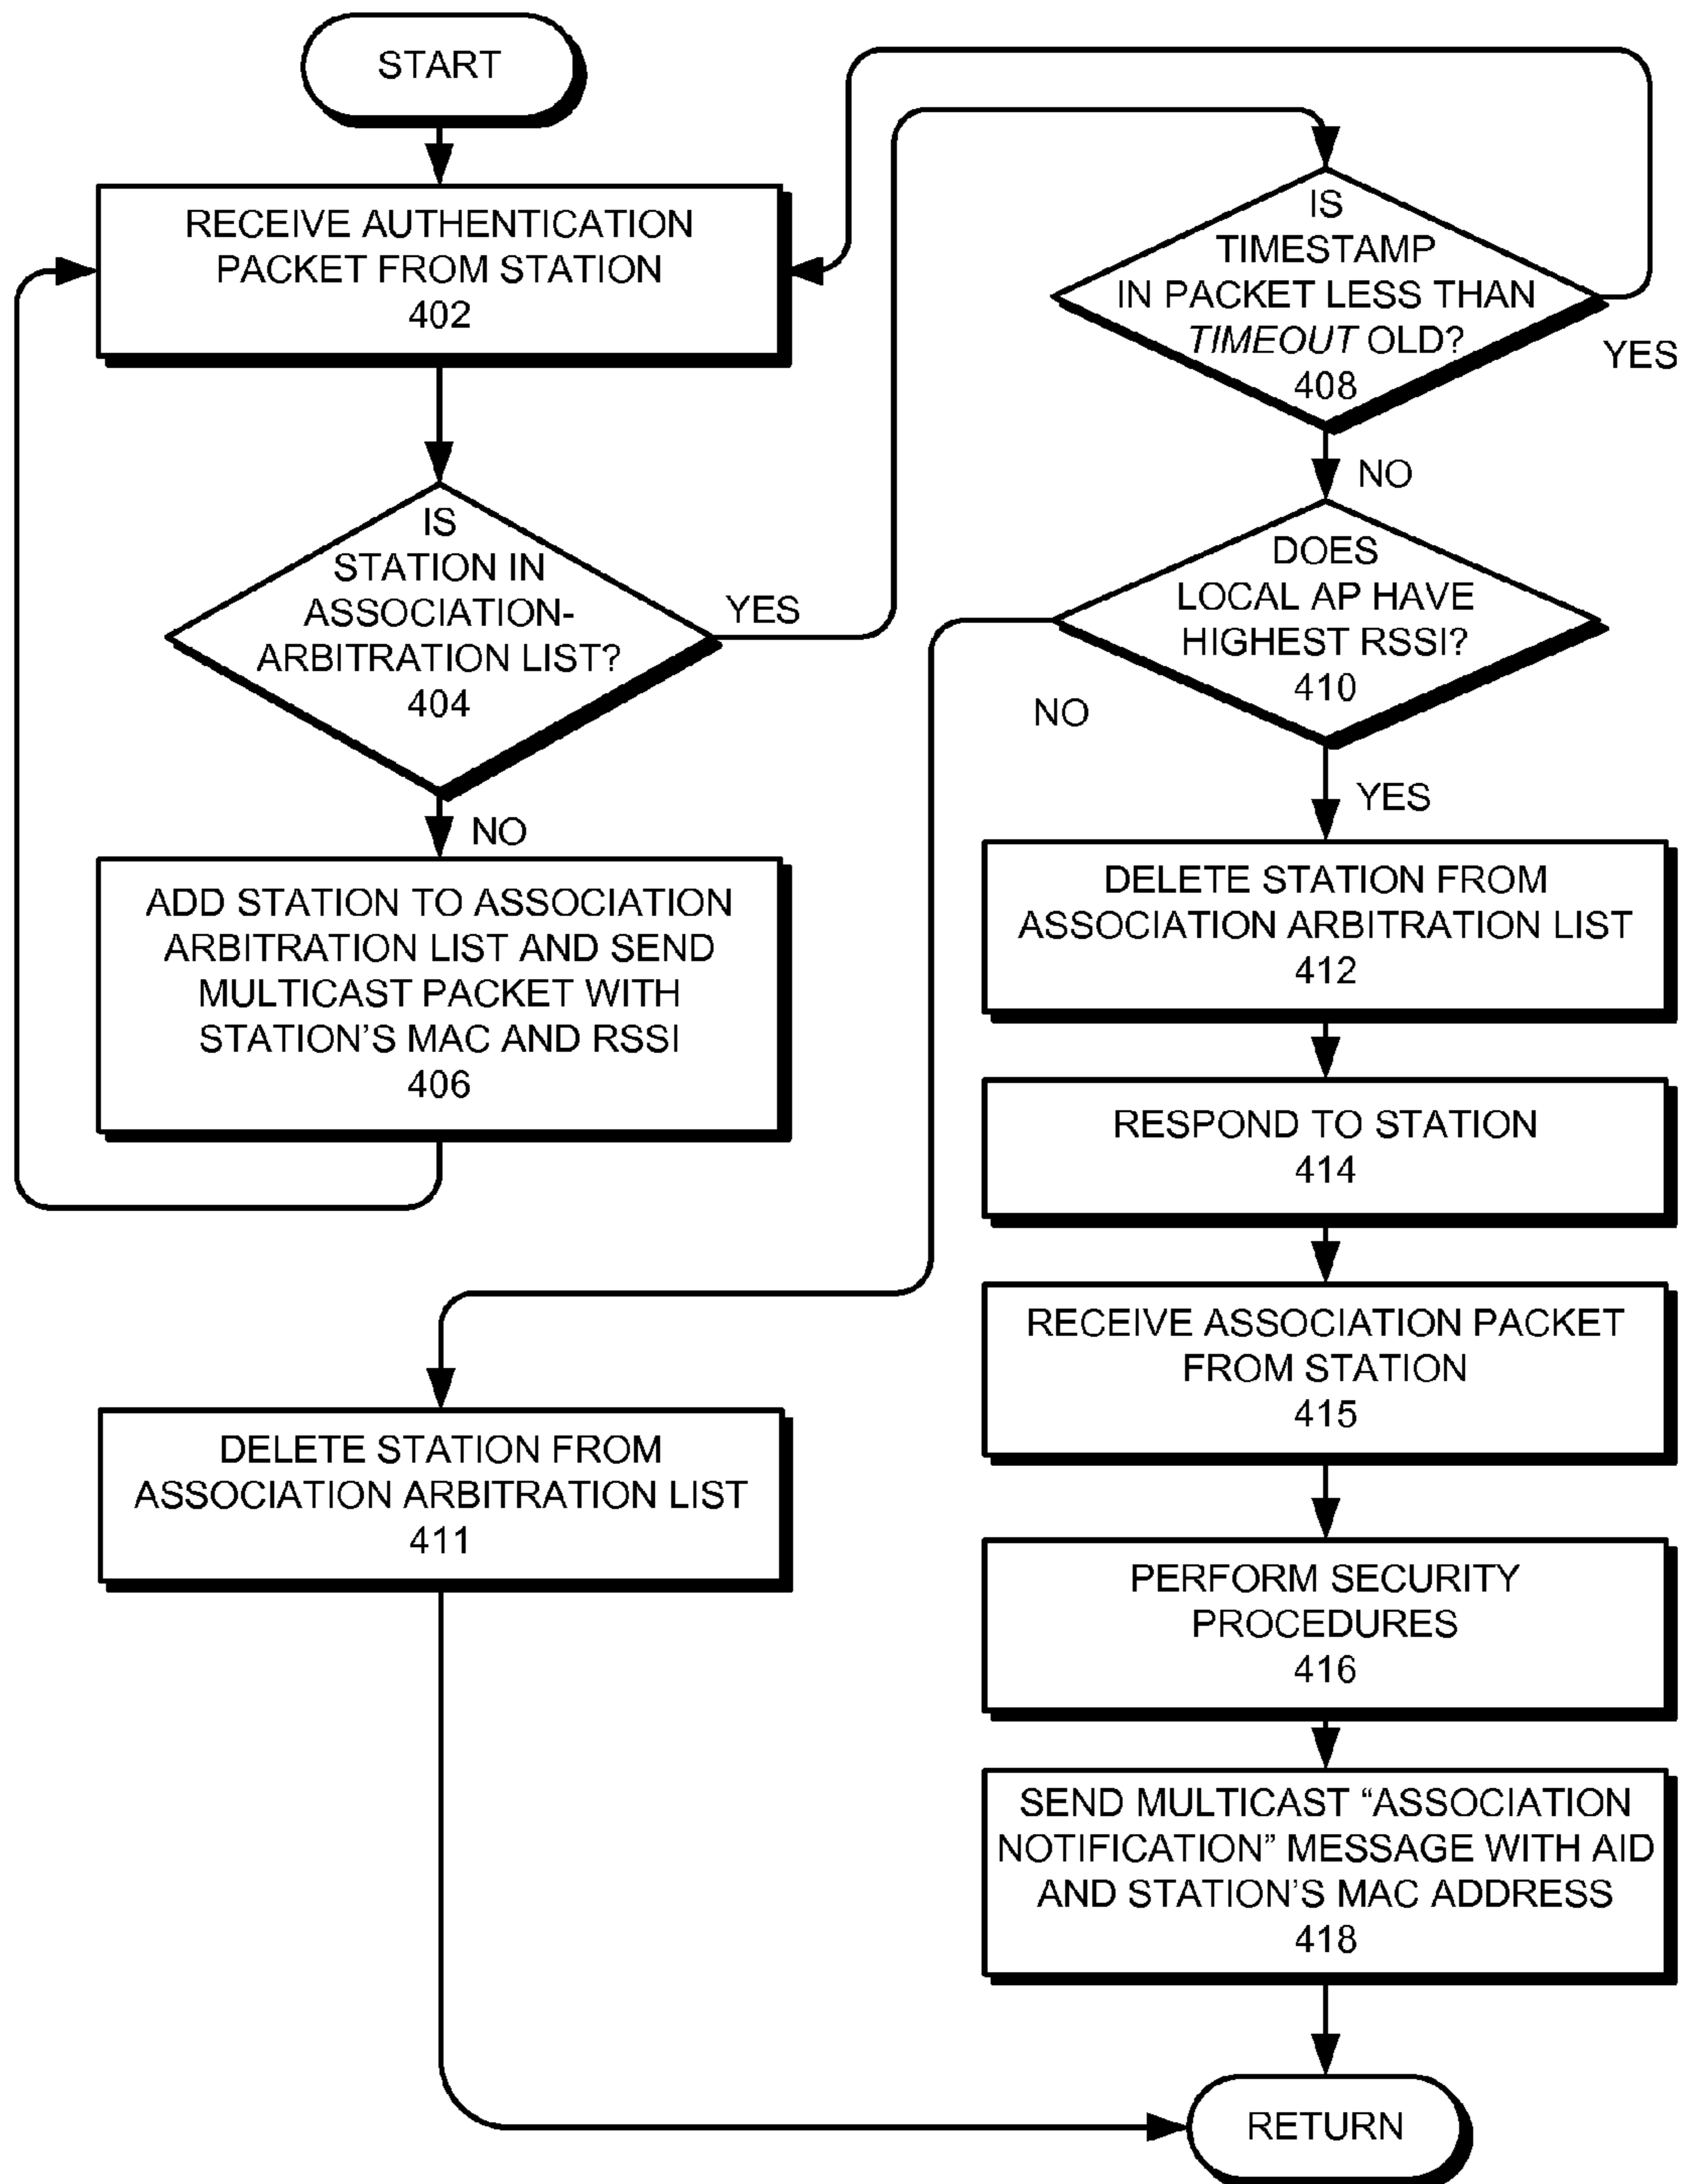 START
RECEIVE AUTHENTICATION
PACKET FROM STATION
402
IS
STATION IN
ASSOCIATION-
ARBITRATION LIST?
404
YES
NO
ADD STATION TO ASSOCIATION
ARBITRATION LIST AND SEND
MULTICAST PACKET WITH
STATION'S MAC AND RSSI
406
IS
TIMESTAMP
IN PACKET LESS THAN
TIMEOUT OLD?
408
YES
NO
DOES
LOCAL AP HAVE
HIGHEST RSSI?
410
NO
YES
DELETE STATION FROM
ASSOCIATION ARBITRATION LIST
411
DELETE STATION FROM
ASSOCIATION ARBITRATION LIST
412
RESPOND TO STATION
414
RECEIVE ASSOCIATION PACKET
FROM STATION
415
PERFORM SECURITY
PROCEDURES
416
SEND MULTICAST “ASSOCIATION
NOTIFICATION” MESSAGE WITH AID
AND STATION'S MAC ADDRESS
418
RETURN